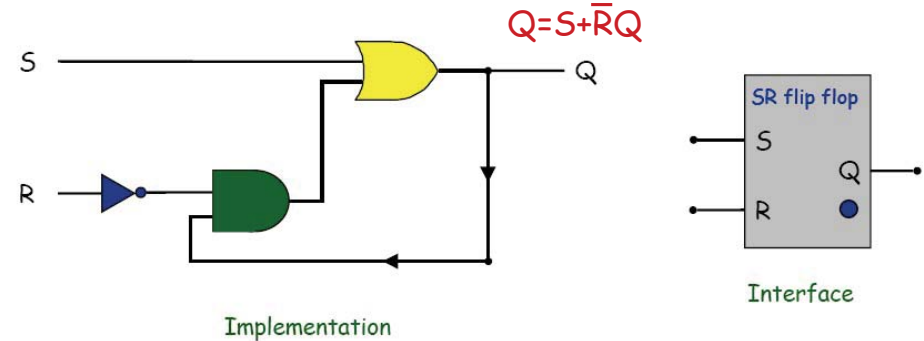 Q=S+R̅Q
S
Q
R
Implementation
SR flip flop
S
Q
R
Interface